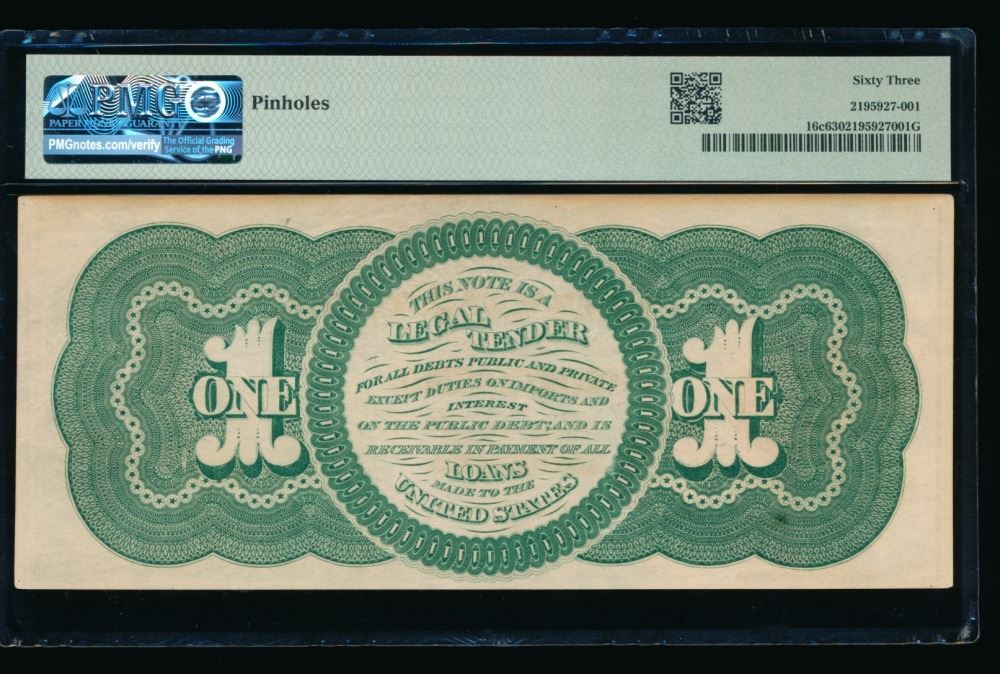 PMG
PAPER MONEY GUARANTY
PMGnotes.com/verify
The Official Grading
Service of the PNG
Pinholes
Sixty Three
2195927-001
16c6302195927001G
THIS NOTE IS A
LEGAL
TENDER
FOR ALL DEBTS PUBLIC AND PRIVATE
EXCEPT DUTIES ON IMPORTS AND
INTEREST
ON THE PUBLIC DEBT; AND IS
RECEIVABLE IN PAYMENT OF ALL
LOANS
MADE TO THE
UNITED STATES
1
ONE
1
ONE